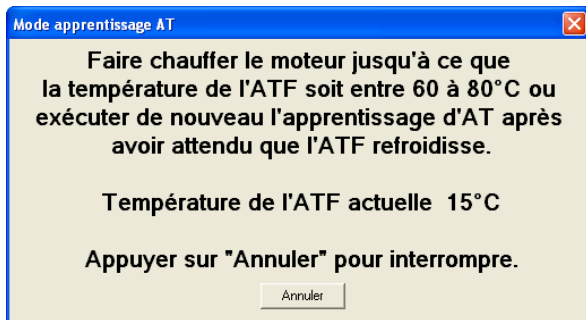 Mode apprentissage AT
Faire chauffer le moteur jusqu'à ce que
la température de l'ATF soit entre 60 à 80°C ou
exécuter de nouveau l'apprentissage d'AT après
avoir attendu que l'ATF refroidisse.
Température de l'ATF actuelle 15°C
Appuyer sur "Annuler" pour interrompre.
Annuler